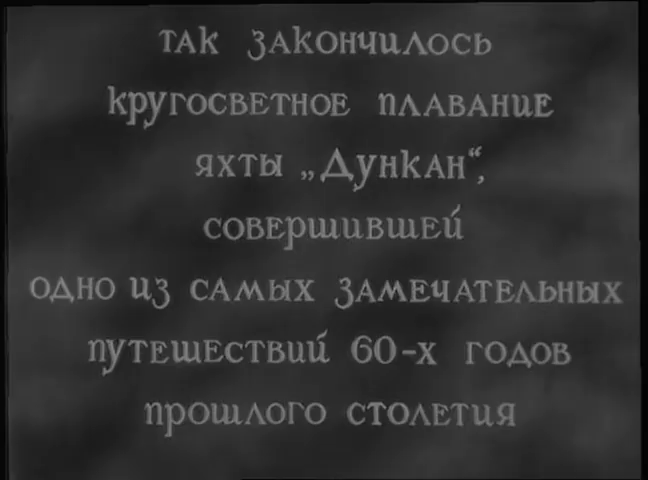 так закончилось
кругосветное плавание
яхты „Дункан“,
совершившей
одно из самых замечательных
путешествий 60-х годов
прошлого столетия